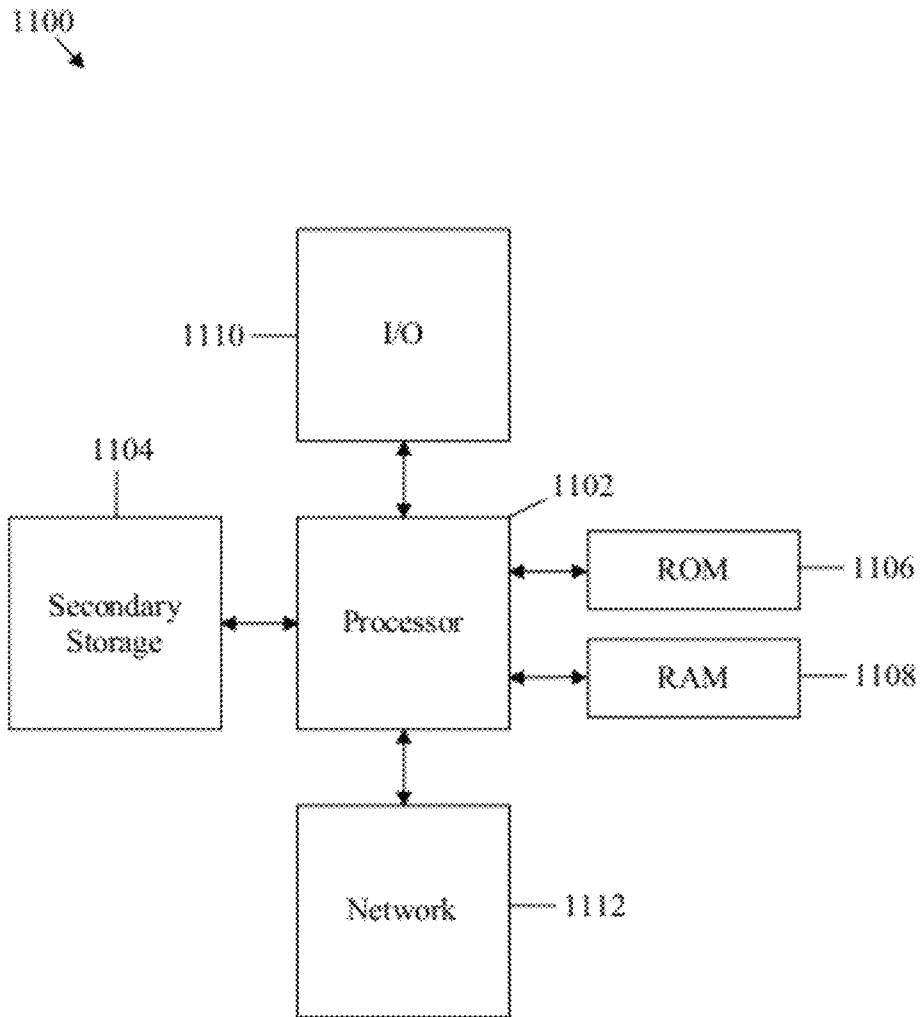 1100
I/O
1110
1104
1102
Secondary
Storage
Processor
ROM
1106
RAM
1108
Network
1112